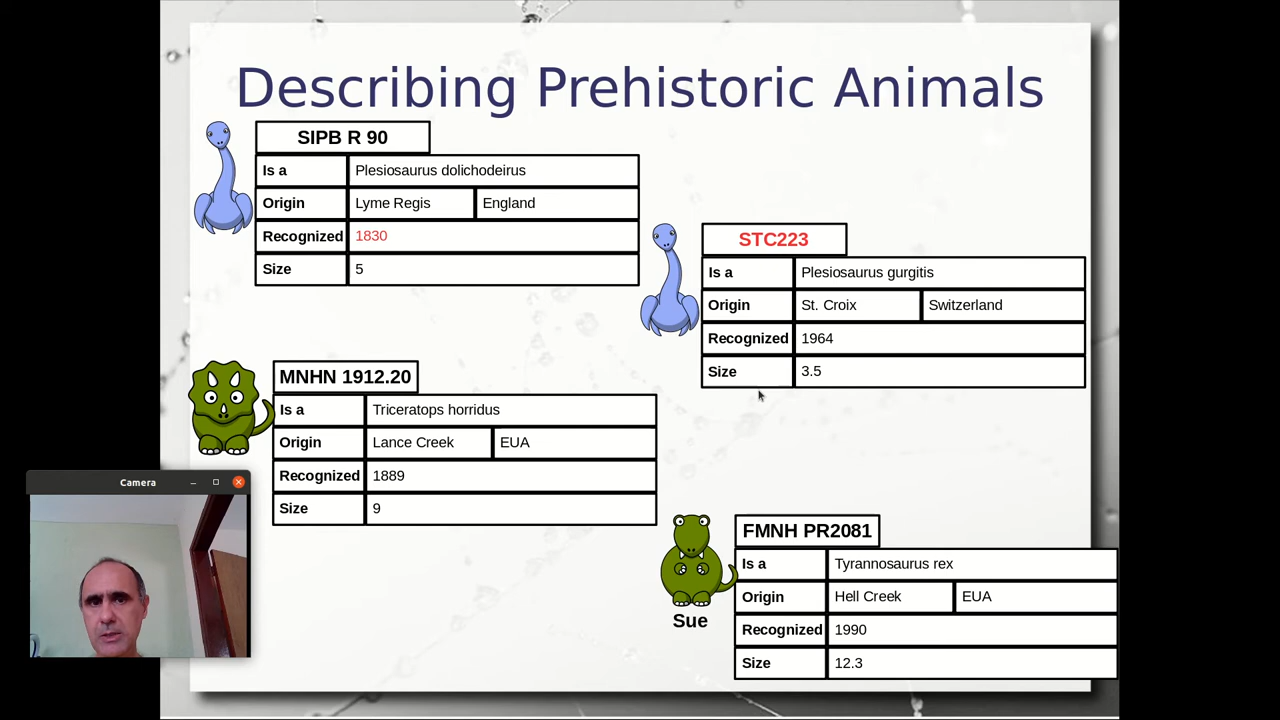 Describing Prehistoric Animals
SIPB R 90
Is a Plesiosaurus dolichodeirus
Origin Lyme Regis England
Recognized 1830
Size 5
STC223
Is a Plesiosaurus gurgitis
Origin St. Croix Switzerland
Recognized 1964
Size 3.5
MNHN 1912.20
Is a Triceratops horridus
Origin Lance Creek EUA
Recognized 1889
Size 9
Camera
FMNH PR2081
Is a Tyrannosaurus rex
Origin Hell Creek EUA
Recognized 1990
Size 12.3
Sue